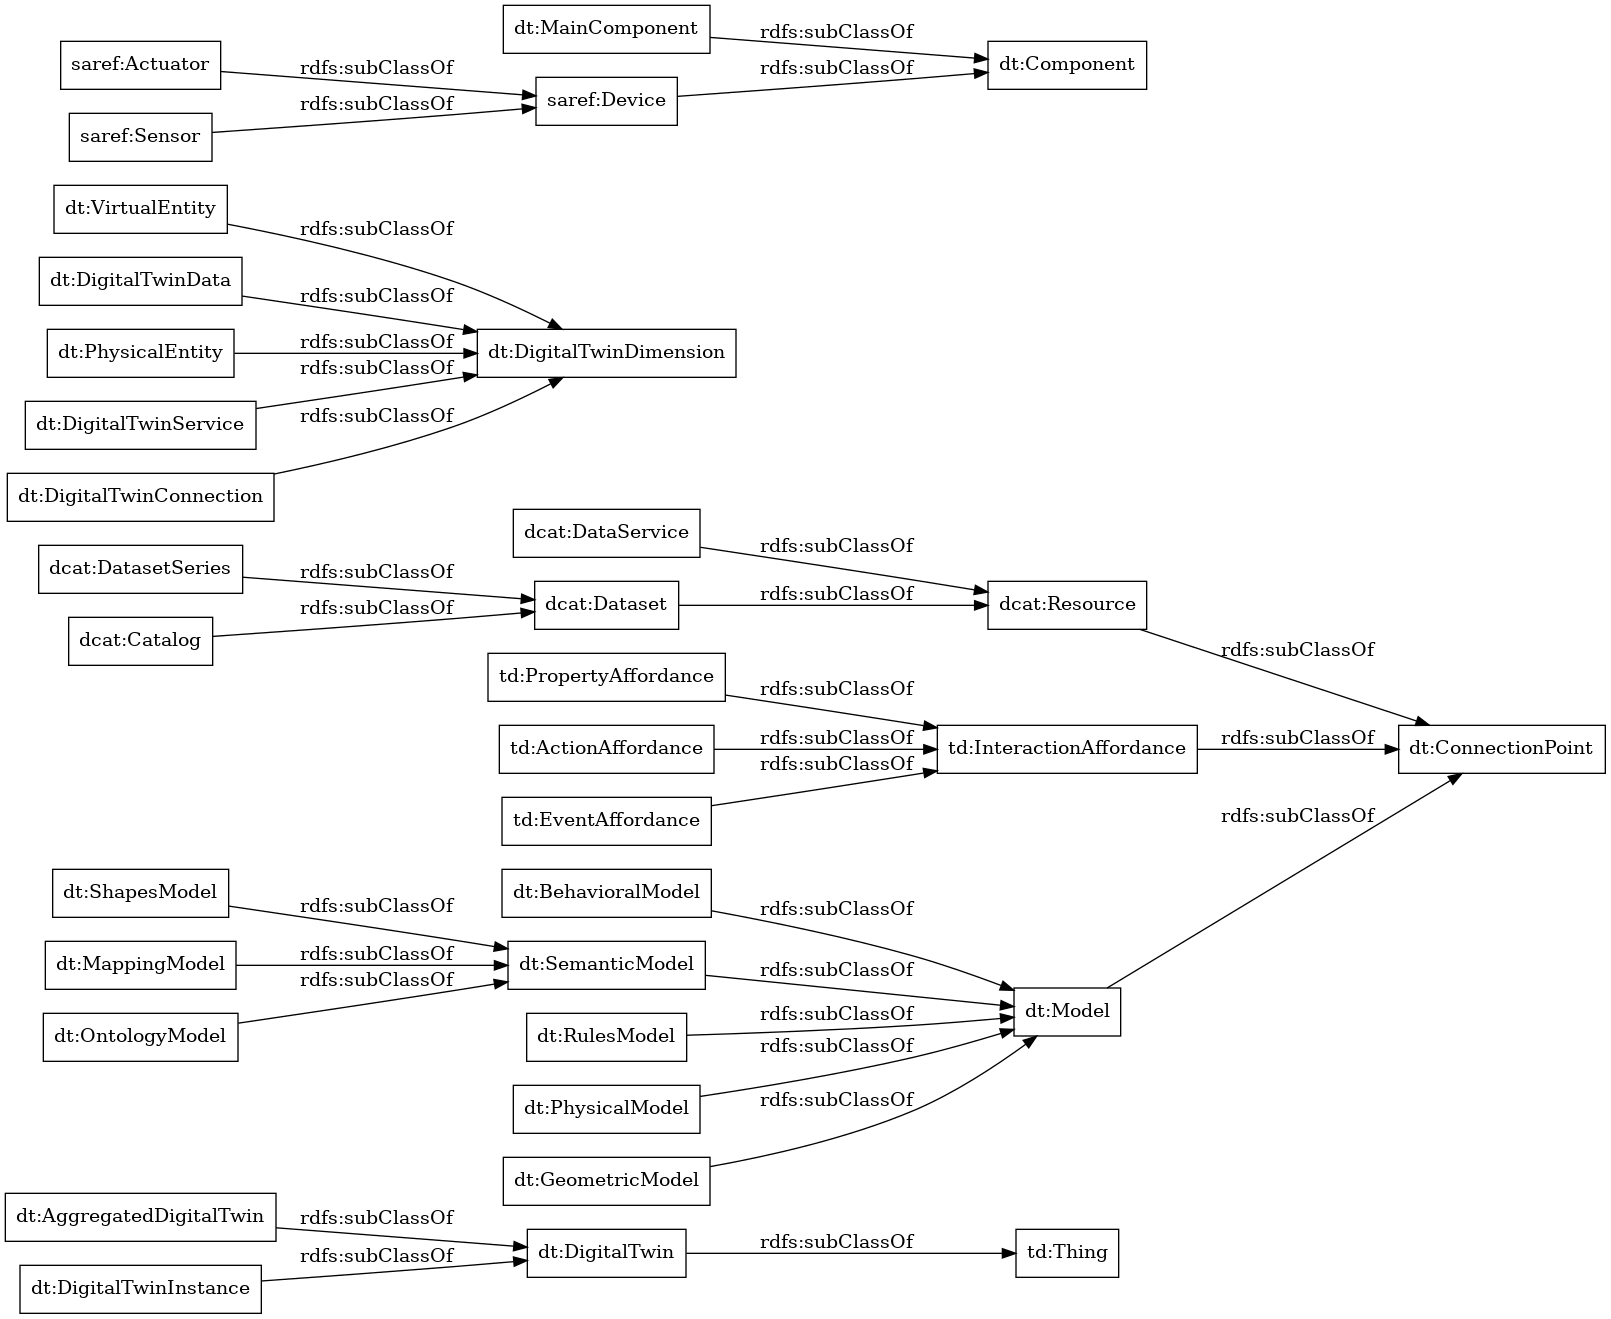 dt:MainComponent
rdfs:subClassOf
saref:Actuator
rdfs:subClassOf
dt:Component
rdfs:subClassOf
saref:Device
rdfs:subClassOf
saref:Sensor
dt:VirtualEntity
rdfs:subClassOf
dt:DigitalTwinData
rdfs:subClassOf
dt:PhysicalEntity
rdfs:subClassOf
dt:DigitalTwinDimension
rdfs:subClassOf
dt:DigitalTwinService
rdfs:subClassOf
dt:DigitalTwinConnection
dcat:DataService
rdfs:subClassOf
dcat:DatasetSeries
rdfs:subClassOf
dcat:Dataset
rdfs:subClassOf
dcat:Resource
rdfs:subClassOf
dcat:Catalog
rdfs:subClassOf
td:PropertyAffordance
rdfs:subClassOf
td:ActionAffordance
rdfs:subClassOf
td:InteractionAffordance
rdfs:subClassOf
dt:ConnectionPoint
rdfs:subClassOf
td:EventAffordance
rdfs:subClassOf
dt:ShapesModel
rdfs:subClassOf
dt:BehavioralModel
rdfs:subClassOf
dt:MappingModel
rdfs:subClassOf
dt:SemanticModel
rdfs:subClassOf
rdfs:subClassOf
dt:OntologyModel
dt:RulesModel
rdfs:subClassOf
dt:Model
rdfs:subClassOf
dt:PhysicalModel
rdfs:subClassOf
dt:GeometricModel
dt:AggregatedDigitalTwin
rdfs:subClassOf
dt:DigitalTwin
rdfs:subClassOf
td:Thing
rdfs:subClassOf
dt:DigitalTwinInstance